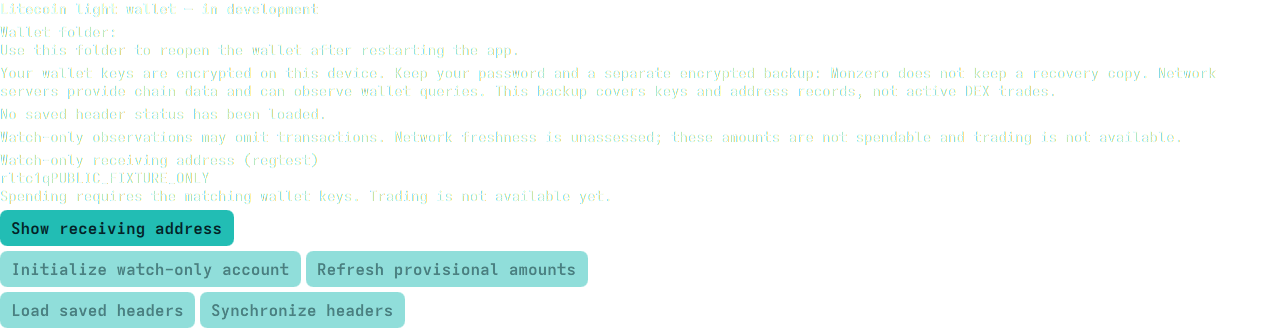 Litecoin light wallet — in development
Wallet folder:
Use this folder to reopen the wallet after restarting the app.
Your wallet keys are encrypted on this device. Keep your password and a separate encrypted backup: Monzero does not keep a recovery copy. Network
servers provide chain data and can observe wallet queries. This backup covers keys and address records, not active DEX trades.
No saved header status has been loaded.
Watch-only observations may omit transactions. Network freshness is unassessed; these amounts are not spendable and trading is not available.
Watch-only receiving address (regtest)
rltc1qPUBLIC_FIXTURE_ONLY
Spending requires the matching wallet keys. Trading is not available yet.
Show receiving address
Initialize watch-only account Refresh provisional amounts
Load saved headers Synchronize headers